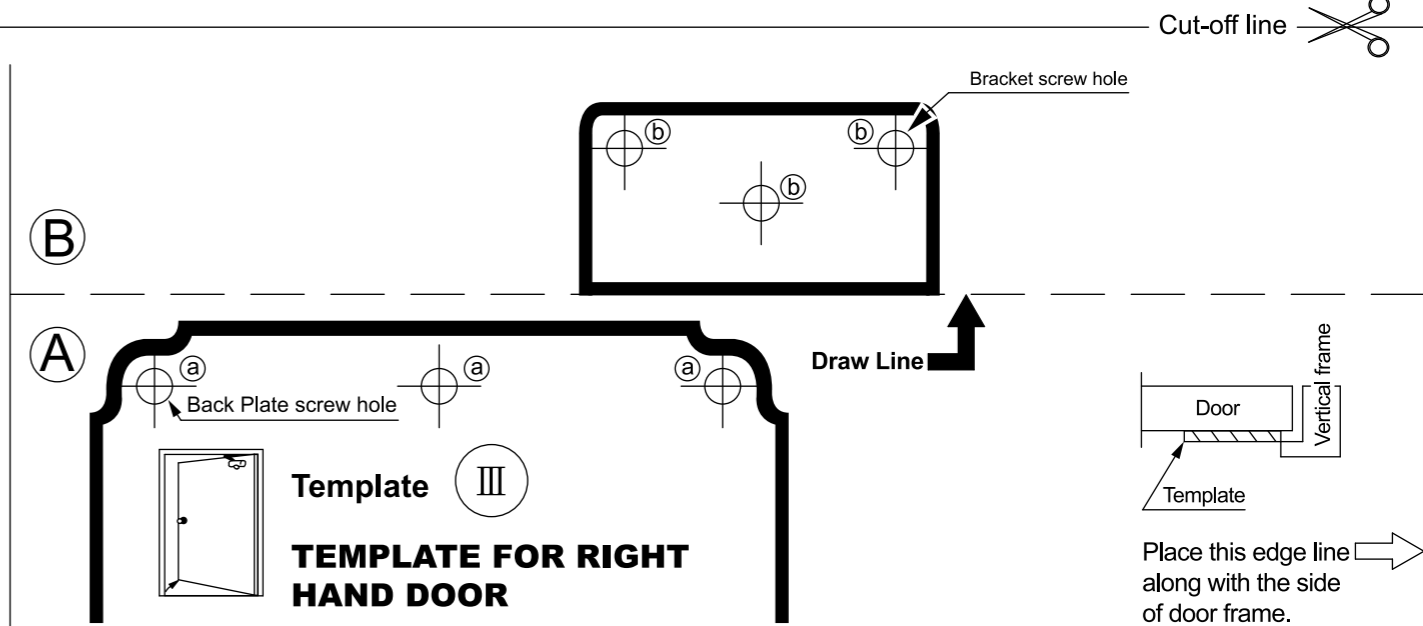 Cut-off line
Bracket screw hole
ⓑ
ⓑ
ⓑ
Ⓑ
Ⓐ
ⓐ
ⓐ
ⓐ
Back Plate screw hole
Draw Line
Template Ⅲ
TEMPLATE FOR RIGHT
HAND DOOR
Door
Vertical frame
Template
Place this edge line
along with the side
of door frame.